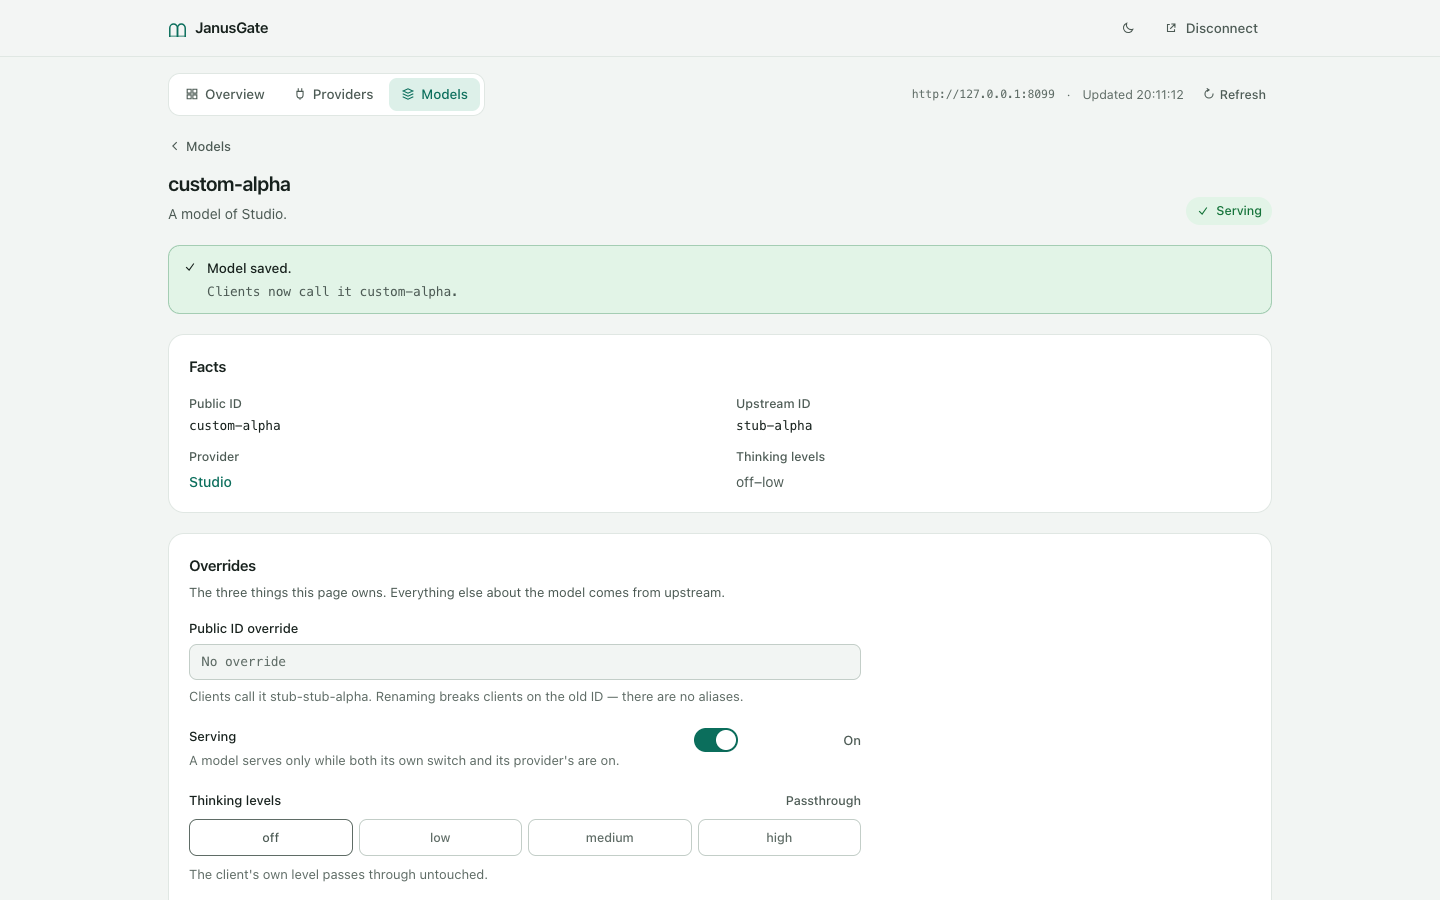 JanusGate
Disconnect
Overview
Providers
Models
http://127.0.0.1:8099 · Updated 20:11:12
Refresh
Models
custom-alpha
A model of Studio.
Serving
Model saved.
Clients now call it custom-alpha.
Facts
Public ID
custom-alpha
Upstream ID
stub-alpha
Provider
Studio
Thinking levels
off–low
Overrides
The three things this page owns. Everything else about the model comes from upstream.
Public ID override
No override
Clients call it stub-stub-alpha. Renaming breaks clients on the old ID — there are no aliases.
Serving
On
A model serves only while both its own switch and its provider's are on.
Thinking levels
Passthrough
off
low
medium
high
The client's own level passes through untouched.